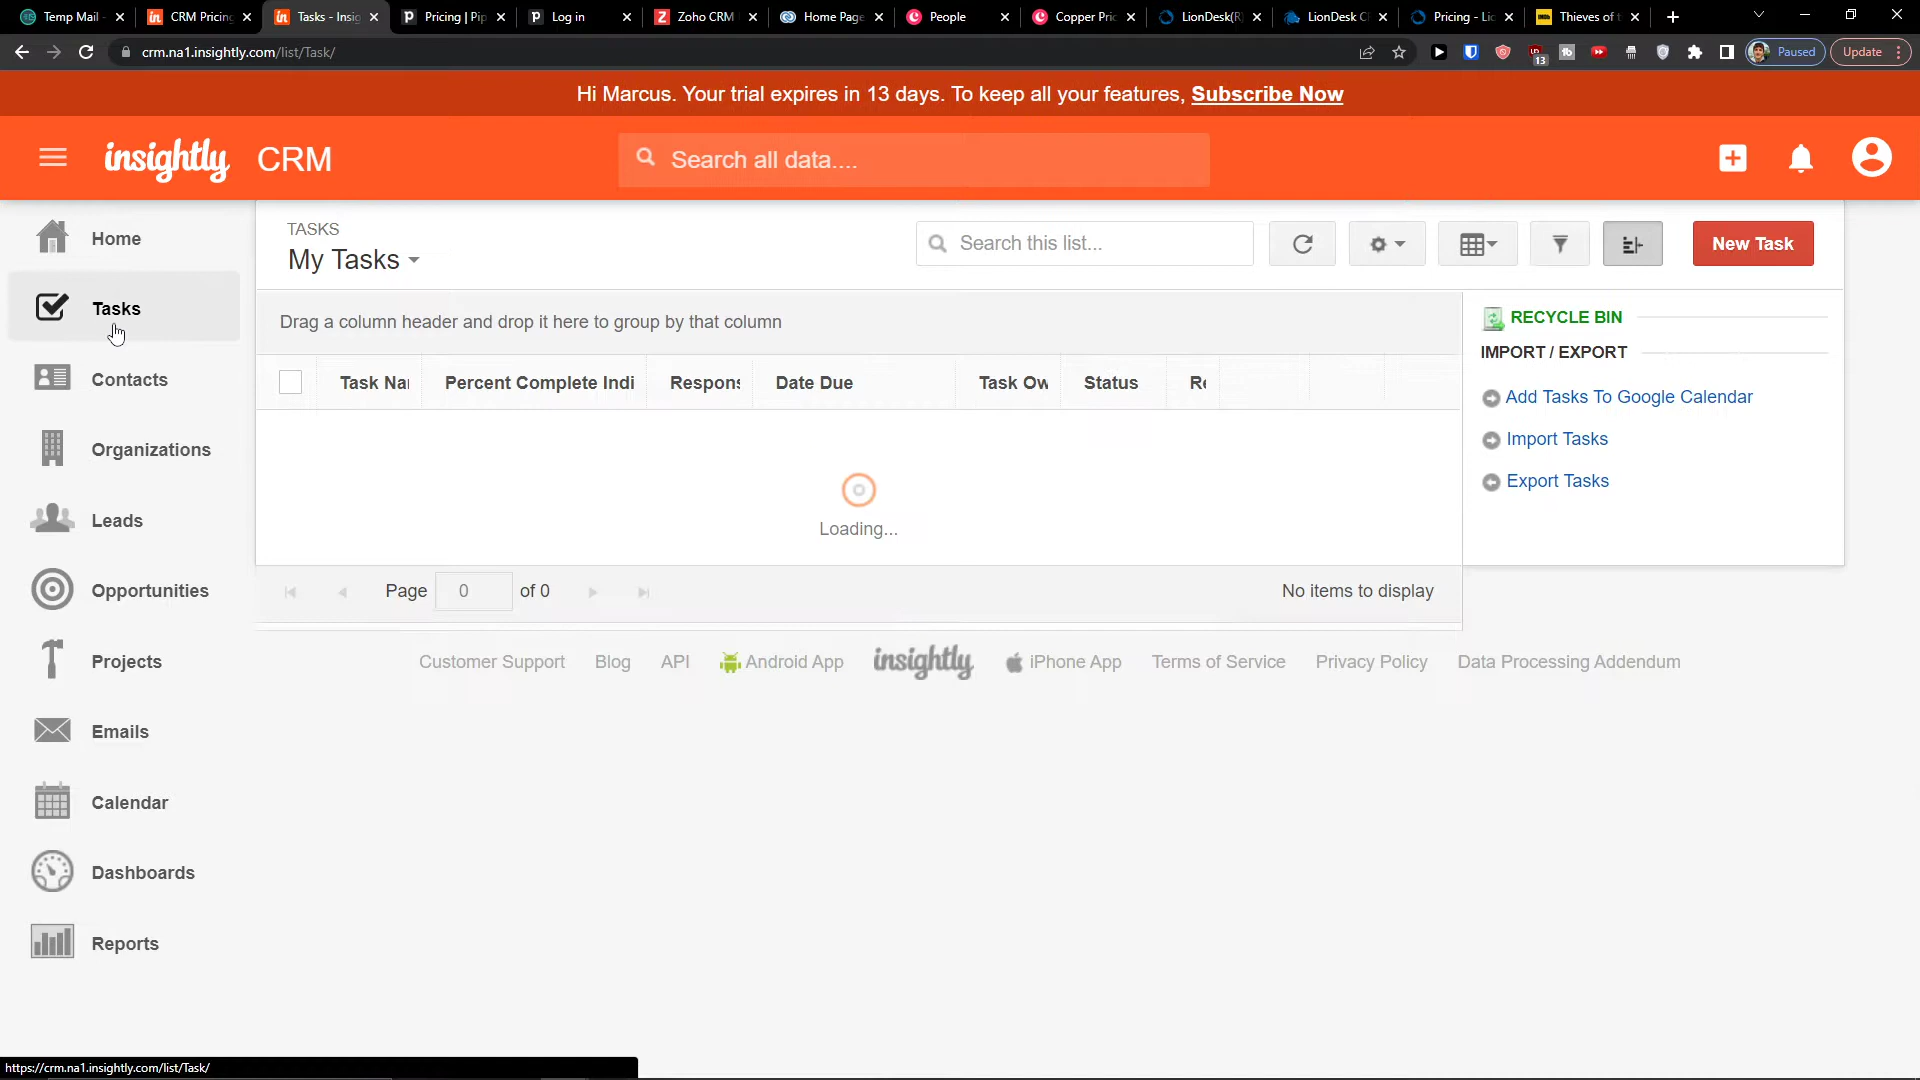 Temp Mail -
CRM Pricing
Tasks - Insig
Pricing | Pip
Log in
Zoho CRM
Home Page
People
Copper Pric
LionDesk(R
LionDesk C
Pricing - Lic
Thieves of t
crm.na1.insightly.com/list/Task/
13
Paused
Update
Hi Marcus. Your trial expires in 13 days. To keep all your features, Subscribe Now
insightly CRM
Search all data....
Home
Tasks
Contacts
Organizations
Leads
Opportunities
Projects
Emails
Calendar
Dashboards
Reports
TASKS
My Tasks
Search this list...
New Task
Drag a column header and drop it here to group by that column
Task Nar
Percent Complete Indi
Respons
Date Due
Task Ow
Status
Re
Loading...
Page 0 of 0
No items to display
RECYCLE BIN
IMPORT / EXPORT
Add Tasks To Google Calendar
Import Tasks
Export Tasks
Customer Support
Blog
API
Android App
insightly
iPhone App
Terms of Service
Privacy Policy
Data Processing Addendum
https://crm.na1.insightly.com/list/Task/